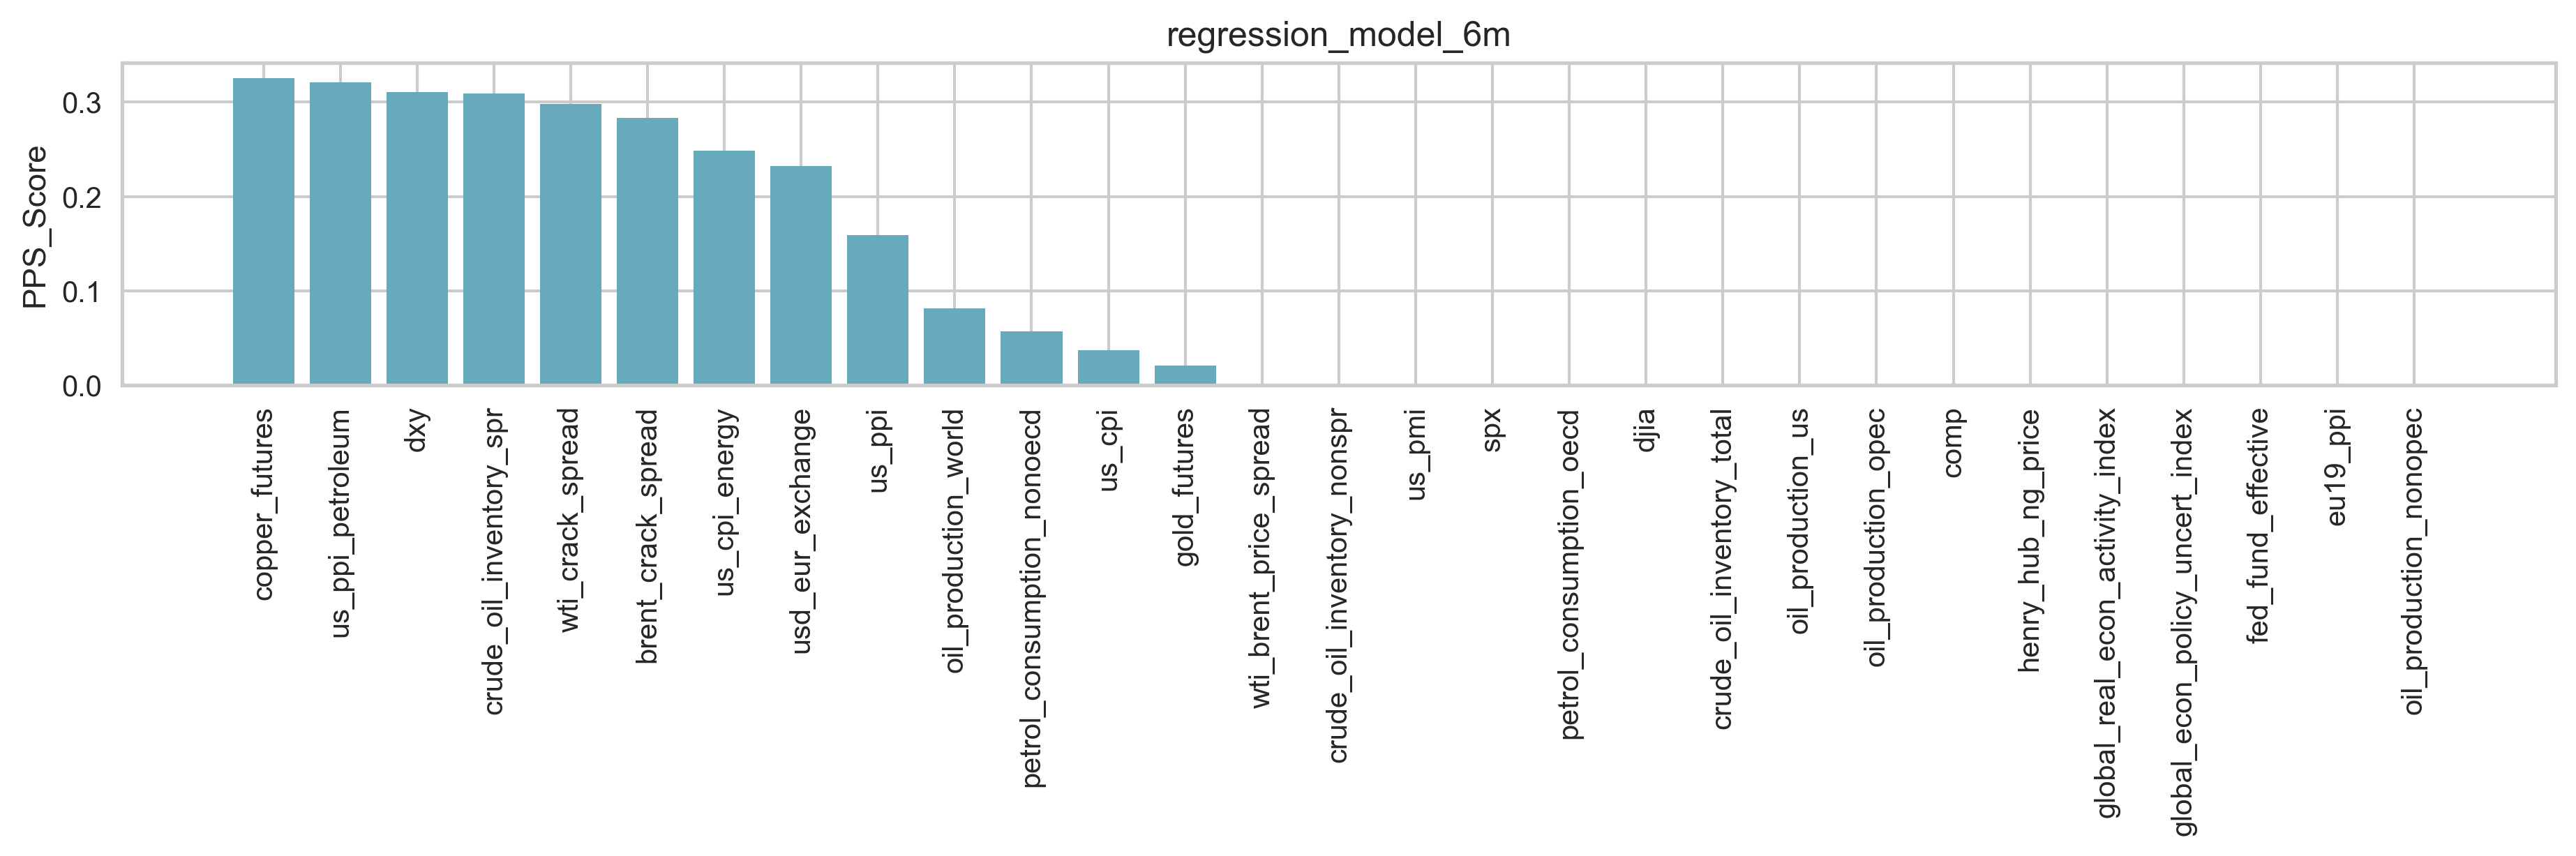 regression_model_6m
PPS_Score
0.3
0.2
0.1
0.0
copper_futures
us_ppi_petroleum
dxy
crude_oil_inventory_spr
wti_crack_spread
brent_crack_spread
us_cpi_energy
usd_eur_exchange
us_ppi
oil_production_world
petrol_consumption_nonoecd
us_cpi
gold_futures
wti_brent_price_spread
crude_oil_inventory_nonspr
us_pmi
spx
petrol_consumption_oecd
djia
crude_oil_inventory_total
oil_production_us
oil_production_opec
comp
henry_hub_ng_price
global_real_econ_activity_index
global_econ_policy_uncert_index
fed_fund_effective
eu19_ppi
oil_production_nonopec